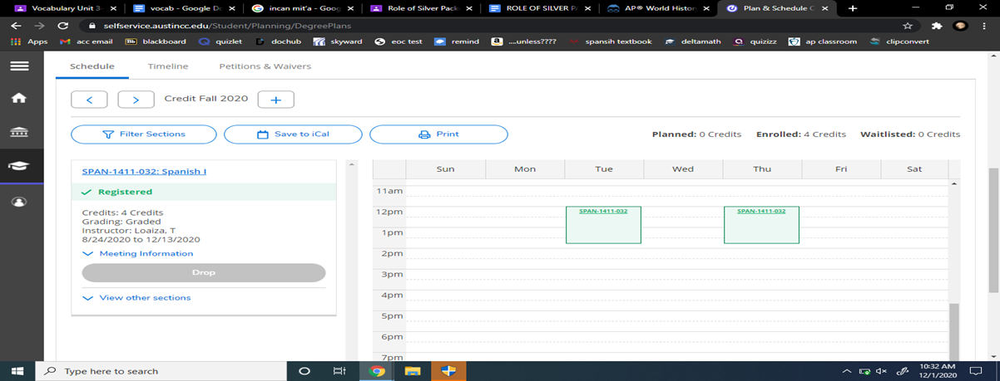 Vocabulary Unit 3- vocab - Google Do incan mit'a - Goog Role of Silver Pack ROLE OF SILVER PA AP® World Histor Plan & Schedule C
selfservice.austincc.edu/Student/Planning/DegreePlans
Apps acc email blackboard quizlet dochub skyward eoc test remind ....unless???? spansih textbook deltamath quizizz ap classroom clipconvert
Schedule Timeline Petitions & Waivers
Credit Fall 2020
Filter Sections Save to iCal Print Planned: 0 Credits Enrolled: 4 Credits Waitlisted: 0 Credits
SPAN-1411-032: Spanish I
Registered
Credits: 4 Credits
Grading: Graded
Instructor: Loaiza, T
8/24/2020 to 12/13/2020
Meeting Information
Drop
View other sections
Sun Mon Tue Wed Thu Fri Sat
11am
12pm SPAN-1411-032 SPAN-1411-032
1pm
2pm
3pm
4pm
5pm
6pm
7pm
Type here to search
10:32 AM
12/1/2020